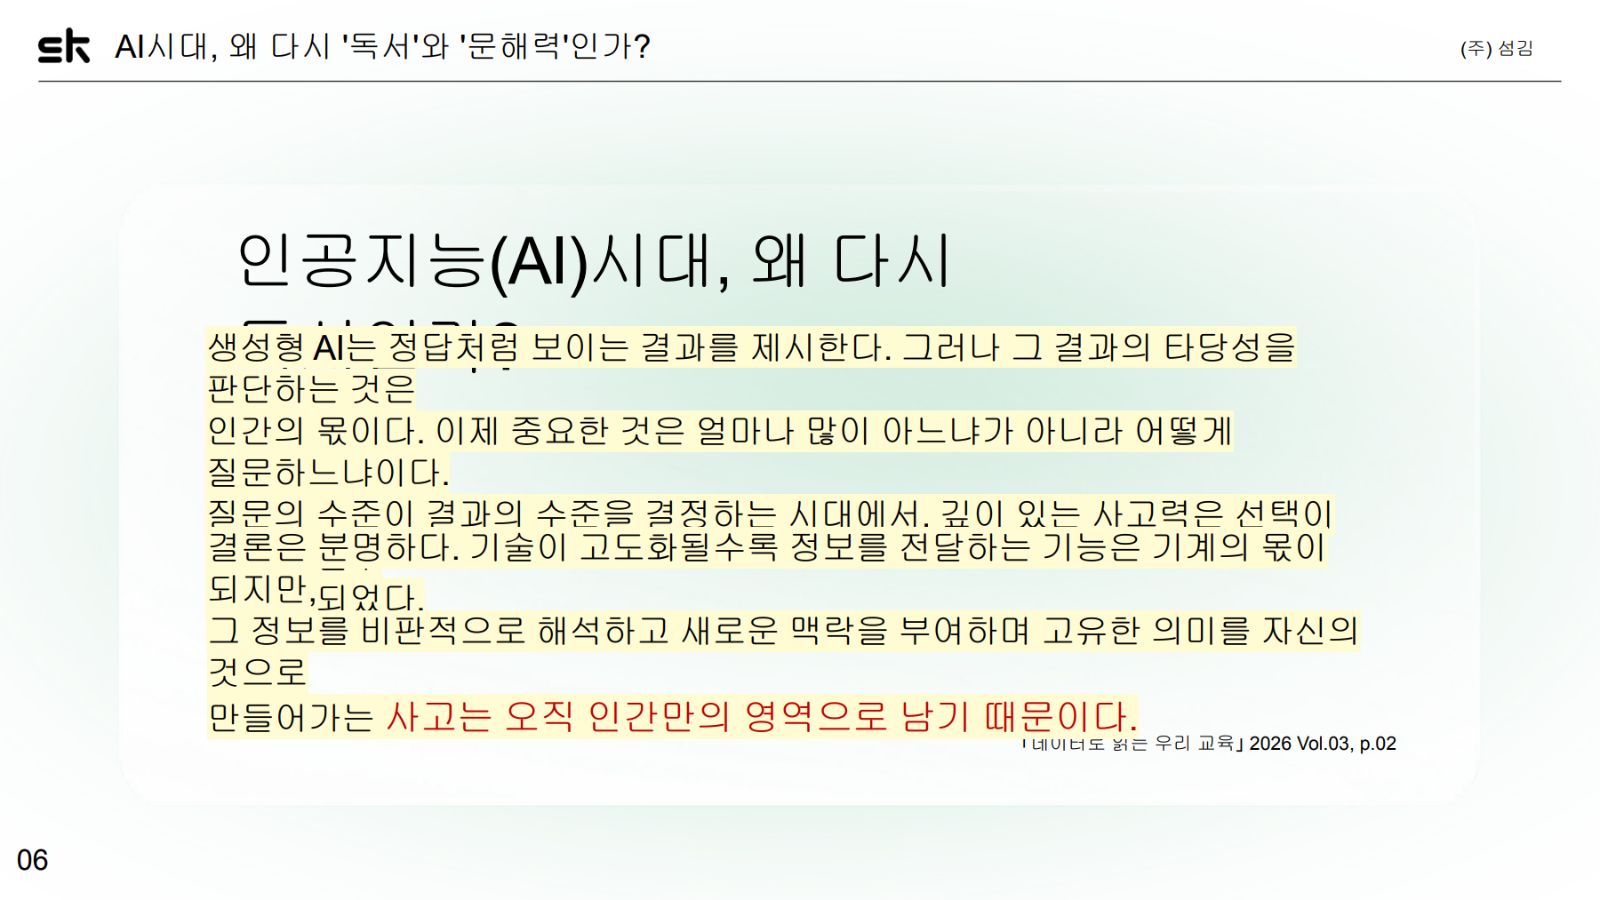 sk AI시대, 왜 다시 '독서'와 '문해력'인가?
(주) 섬김
인공지능(AI)시대, 왜 다시
생성형 AI는 정답처럼 보이는 결과를 제시한다. 그러나 그 결과의 타당성을
판단하는 것은
인간의 몫이다. 이제 중요한 것은 얼마나 많이 아느냐가 아니라 어떻게
질문하느냐이다.
질문의 수준이 결과의 수준을 결정하는 시대에서, 깊이 있는 사고력은 선택이
결론은 분명하다. 기술이 고도화될수록 정보를 전달하는 기능은 기계의 몫이
되지만,
되었다.
그 정보를 비판적으로 해석하고 새로운 맥락을 부여하며 고유한 의미를 자신의
것으로
만들어가는 사고는 오직 인간만의 영역으로 남기 때문이다.
「데이터로 읽는 우리 교육」 2026 Vol.03, p.02
06